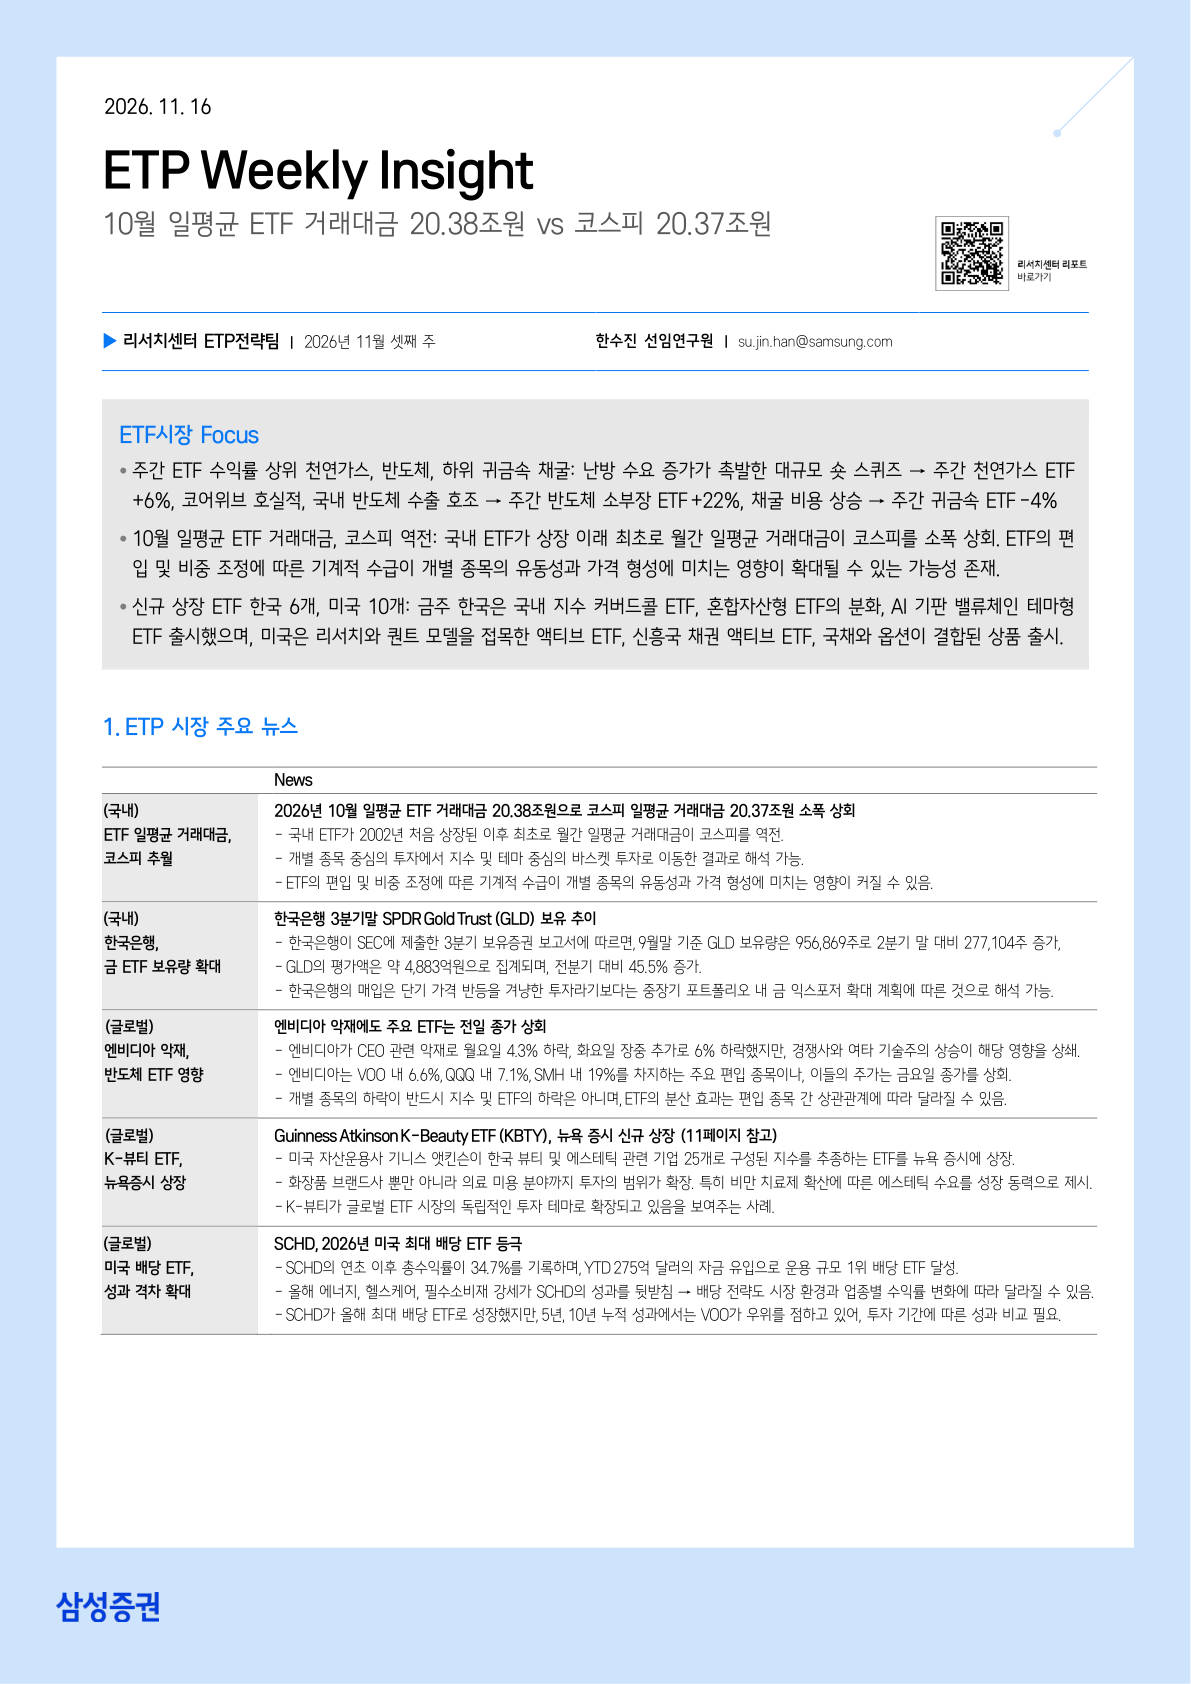 2026. 11. 16
ETP Weekly Insight
10월 일평균 ETF 거래대금 20.38조원 vs 코스피 20.37조원
리서치센터 리포트
바로가기
▶ 리서치센터 ETP전략팀 | 2026년 11월 셋째 주
한수진 선임연구원 | su.jin.han@samsung.com
ETF시장 Focus
• 주간 ETF 수익률 상위 천연가스, 반도체, 하위 귀금속 채굴: 난방 수요 증가가 촉발한 대규모 숏 스퀴즈 → 주간 천연가스 ETF
+6%, 코어위브 호실적, 국내 반도체 수출 호조 → 주간 반도체 소부장 ETF +22%, 채굴 비용 상승 → 주간 귀금속 ETF -4%
• 10월 일평균 ETF 거래대금, 코스피 역전: 국내 ETF가 상장 이래 최초로 월간 일평균 거래대금이 코스피를 소폭 상회. ETF의 편
입 및 비중 조정에 따른 기계적 수급이 개별 종목의 유동성과 가격 형성에 미치는 영향이 확대될 수 있는 가능성 존재.
• 신규 상장 ETF 한국 6개, 미국 10개: 금주 한국은 국내 지수 커버드콜 ETF, 혼합자산형 ETF의 분화, AI 기판 밸류체인 테마형
ETF 출시했으며, 미국은 리서치와 퀀트 모델을 접목한 액티브 ETF, 신흥국 채권 액티브 ETF, 국채와 옵션이 결합된 상품 출시.
1. ETP 시장 주요 뉴스
News
(국내)
ETF 일평균 거래대금,
코스피 추월
2026년 10월 일평균 ETF 거래대금 20.38조원으로 코스피 일평균 거래대금 20.37조원 소폭 상회
- 국내 ETF가 2002년 처음 상장된 이후 최초로 월간 일평균 거래대금이 코스피를 역전.
- 개별 종목 중심의 투자에서 지수 및 테마 중심의 바스켓 투자로 이동한 결과로 해석 가능.
- ETF의 편입 및 비중 조정에 따른 기계적 수급이 개별 종목의 유동성과 가격 형성에 미치는 영향이 커질 수 있음.
(국내)
한국은행,
금 ETF 보유량 확대
한국은행 3분기말 SPDR Gold Trust (GLD) 보유 추이
- 한국은행이 SEC에 제출한 3분기 보유증권 보고서에 따르면, 9월말 기준 GLD 보유량은 956,869주로 2분기 말 대비 277,104주 증가,
- GLD의 평가액은 약 4,883억원으로 집계되며, 전분기 대비 45.5% 증가.
- 한국은행의 매입은 단기 가격 반등을 겨냥한 투자라기보다는 중장기 포트폴리오 내 금 익스포저 확대 계획에 따른 것으로 해석 가능.
(글로벌)
엔비디아 악재,
반도체 ETF 영향
엔비디아 악재에도 주요 ETF는 전일 종가 상회
- 엔비디아가 CEO 관련 악재로 월요일 4.3% 하락, 화요일 장중 추가로 6% 하락했지만, 경쟁사와 여타 기술주의 상승이 해당 영향을 상쇄.
- 엔비디아는 VOO 내 6.6%, QQQ 내 7.1%, SMH 내 19%를 차지하는 주요 편입 종목이나, 이들의 주가는 금요일 종가를 상회.
- 개별 종목의 하락이 반드시 지수 및 ETF의 하락은 아니며, ETF의 분산 효과는 편입 종목 간 상관관계에 따라 달라질 수 있음.
(글로벌)
K-뷰티 ETF,
뉴욕증시 상장
Guinness Atkinson K-Beauty ETF (KBTY), 뉴욕 증시 신규 상장 (11페이지 참고)
- 미국 자산운용사 기니스 앳킨슨이 한국 뷰티 및 에스테틱 관련 기업 25개로 구성된 지수를 추종하는 ETF를 뉴욕 증시에 상장.
- 화장품 브랜드사 뿐만 아니라 의료 미용 분야까지 투자의 범위가 확장. 특히 비만 치료제 확산에 따른 에스테틱 수요를 성장 동력으로 제시.
- K-뷰티가 글로벌 ETF 시장의 독립적인 투자 테마로 확장되고 있음을 보여주는 사례.
(글로벌)
미국 배당 ETF,
성과 격차 확대
SCHD, 2026년 미국 최대 배당 ETF 등극
- SCHD의 연초 이후 총수익률이 34.7%를 기록하며, YTD 275억 달러의 자금 유입으로 운용 규모 1위 배당 ETF 달성.
- 올해 에너지, 헬스케어, 필수소비재 강세가 SCHD의 성과를 뒷받침 → 배당 전략도 시장 환경과 업종별 수익률 변화에 따라 달라질 수 있음.
- SCHD가 올해 최대 배당 ETF로 성장했지만, 5년, 10년 누적 성과에서는 VOO가 우위를 점하고 있어, 투자 기간에 따른 성과 비교 필요.
삼성증권